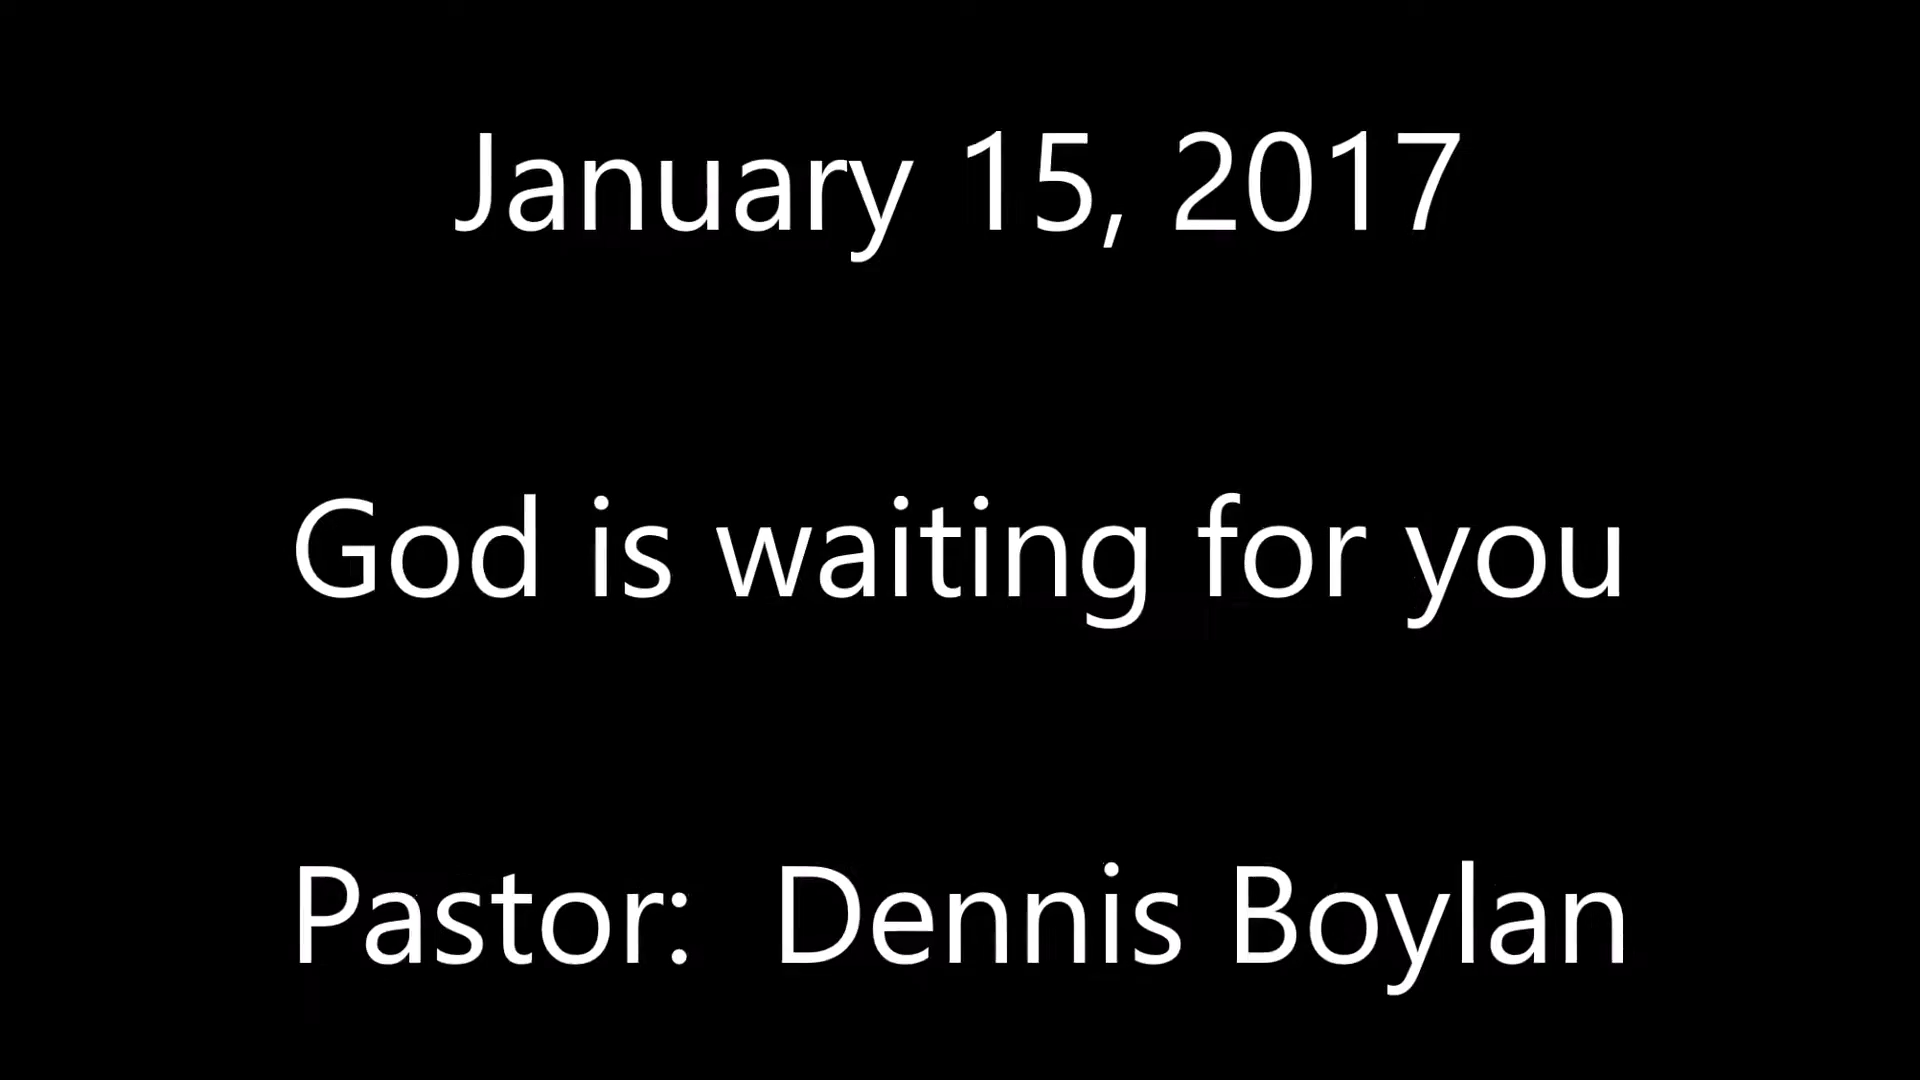 January 15, 2017
God is waiting for you
Pastor:  Dennis Boylan